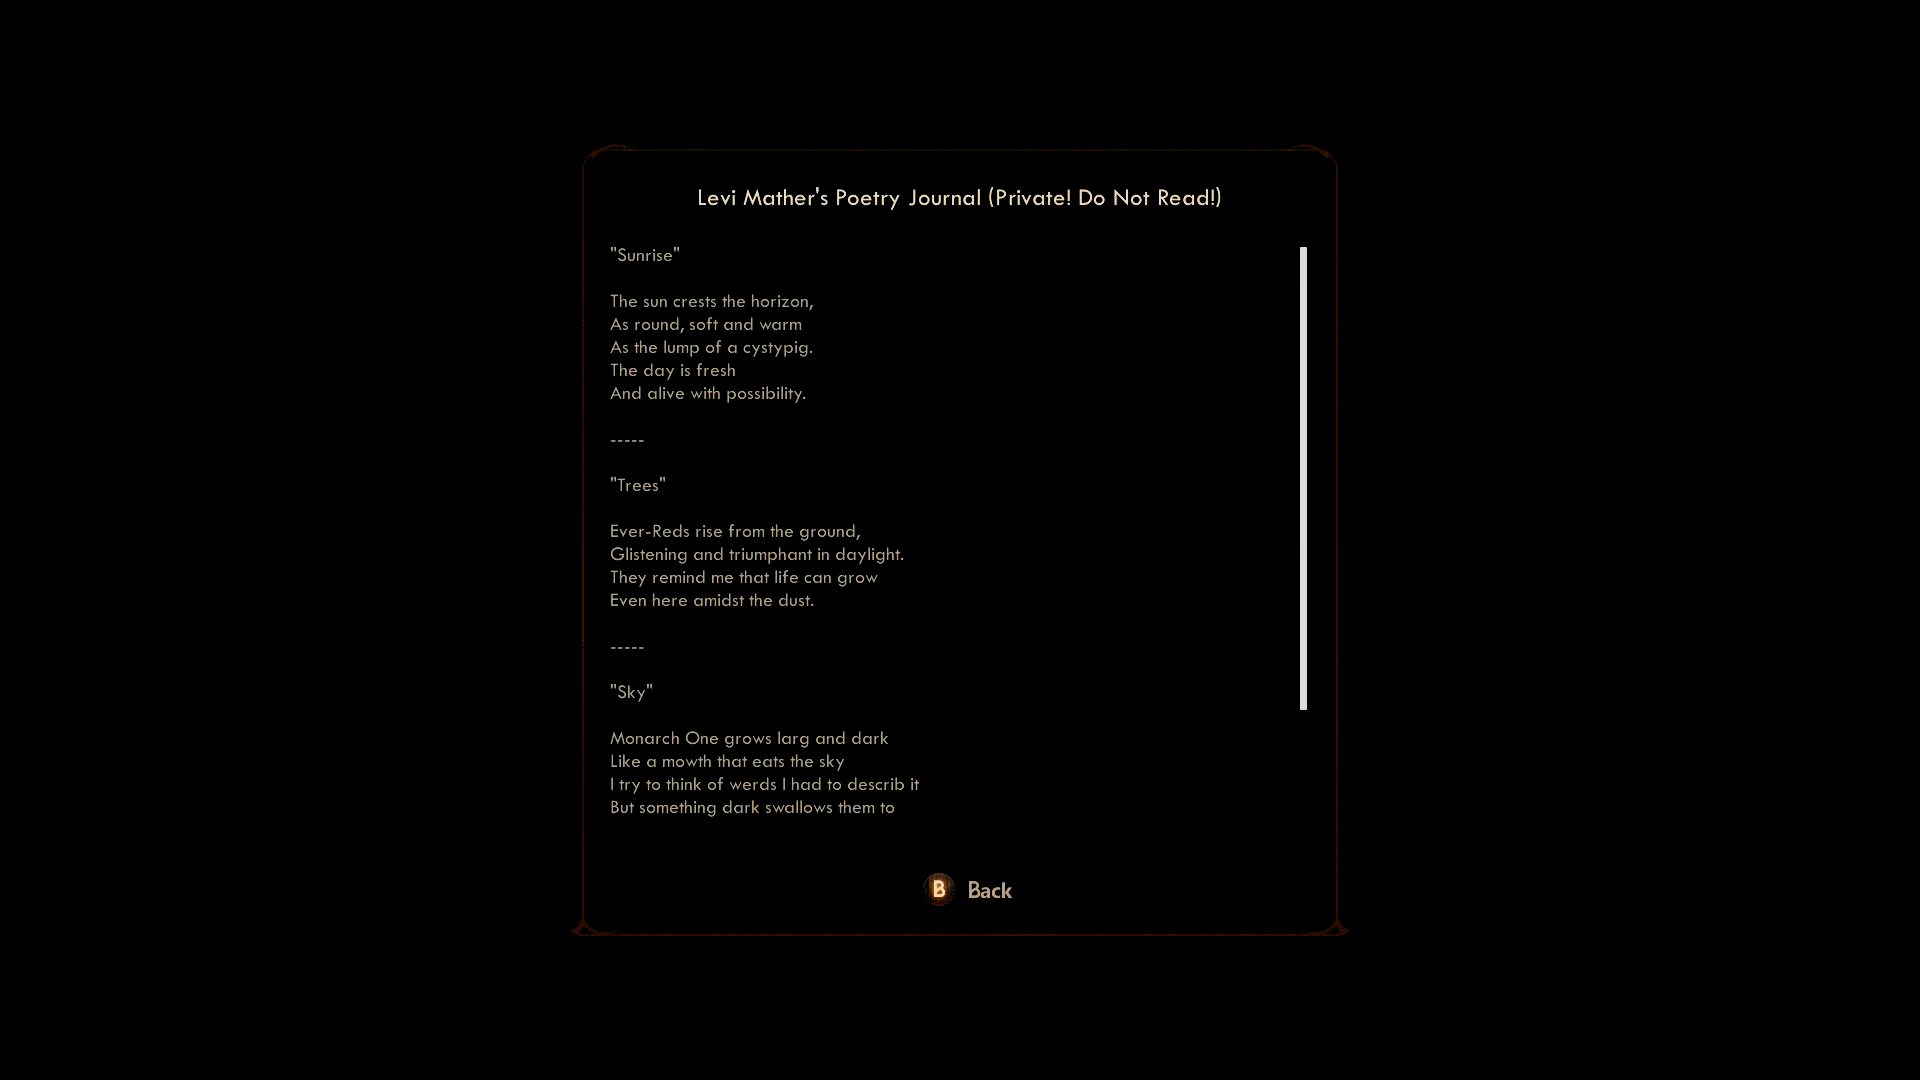 Levi Mather's Poetry Journal (Private! Do Not Read!)
"Sunrise"
The sun crests the horizon,
As round, soft and warm
As the lump of a cystypig.
The day is fresh
And alive with possibility.
-----
"Trees"
Ever-Reds rise from the ground,
Glistening and triumphant in daylight.
They remind me that life can grow
Even here amidst the dust.
-----
"Sky"
Monarch One grows larg and dark
Like a mowth that eats the sky
I try to think of werds I had to describ it
But something dark swallows them to
B Back